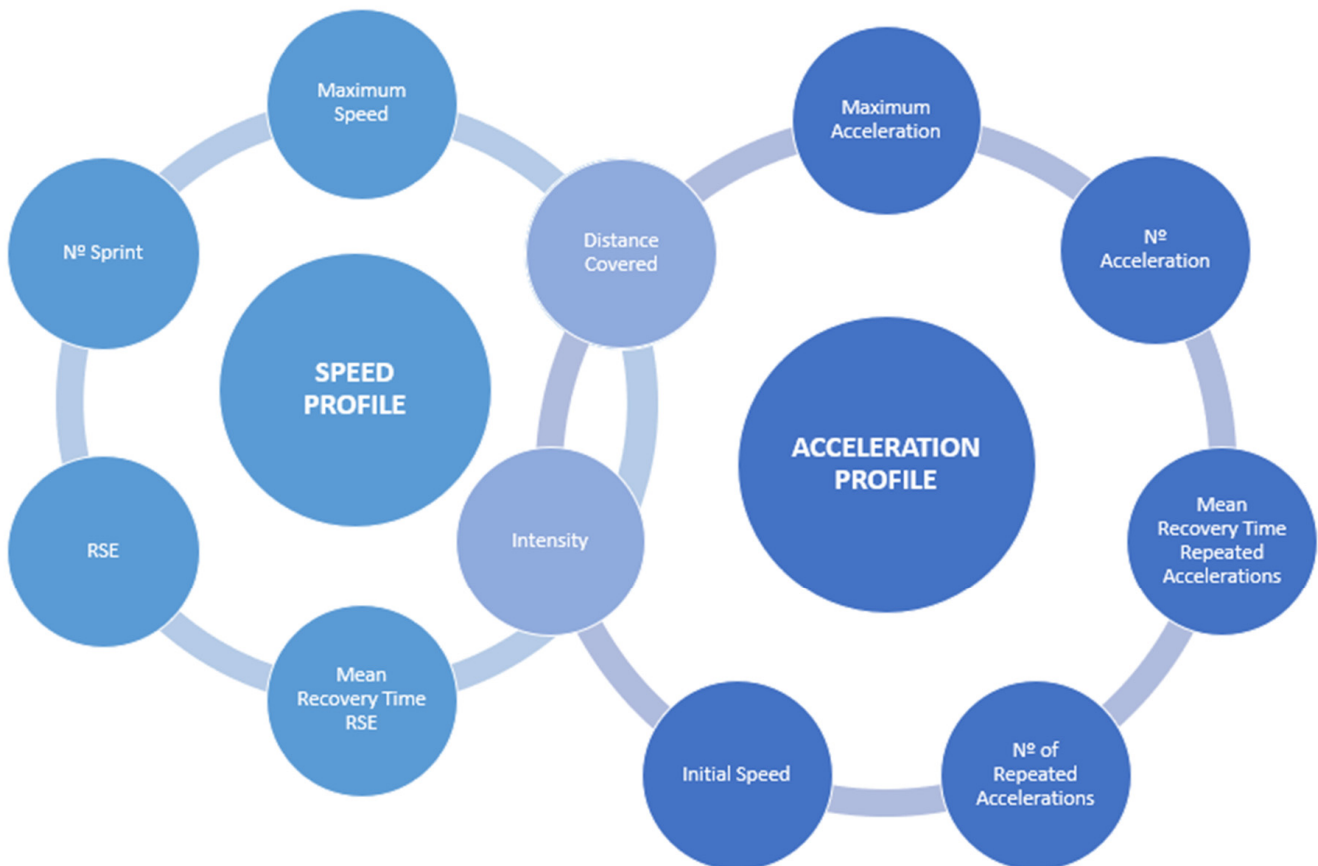 Maximum
Speed
Nº Sprint
SPEED
PROFILE
RSE
Mean
Recovery Time
RSE
Distance
Covered
Intensity
Maximum
Acceleration
Nº
Acceleration
ACCELERATION
PROFILE
Mean
Recovery Time
Repeated
Accelerations
Nº of
Repeated
Accelerations
Initial Speed